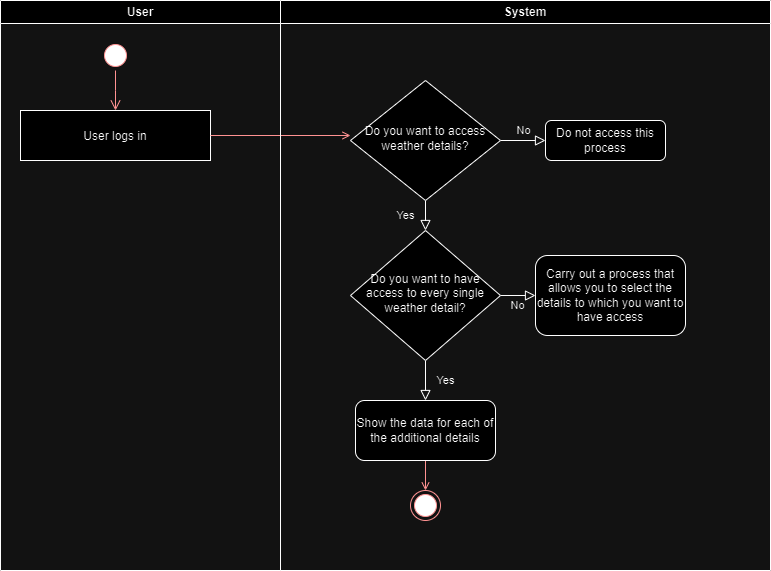 User
System
User logs in
Do you want to access
weather details?
No
Do not access this
process
Yes
Do you want to have
access to every single
weather detail?
No
Carry out a process that
allows you to select the
details to which you want to
have access
Yes
Show the data for each of
the additional details